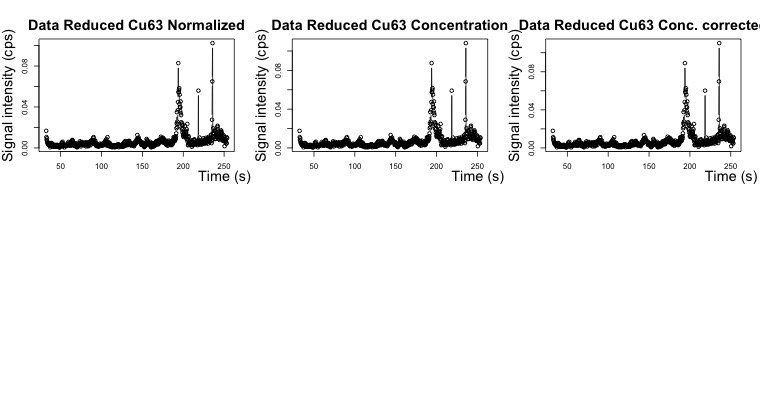 Data Reduced Cu63 Normalized
Signal intensity (cps)
0.00 0.04 0.08
50 100 150 200 250
Time (s)
Data Reduced Cu63 Concentration
Signal intensity (cps)
0.00 0.04 0.08
50 100 150 200 250
Time (s)
Data Reduced Cu63 Conc. corrected
Signal intensity (cps)
0.00 0.04 0.08
50 100 150 200 250
Time (s)